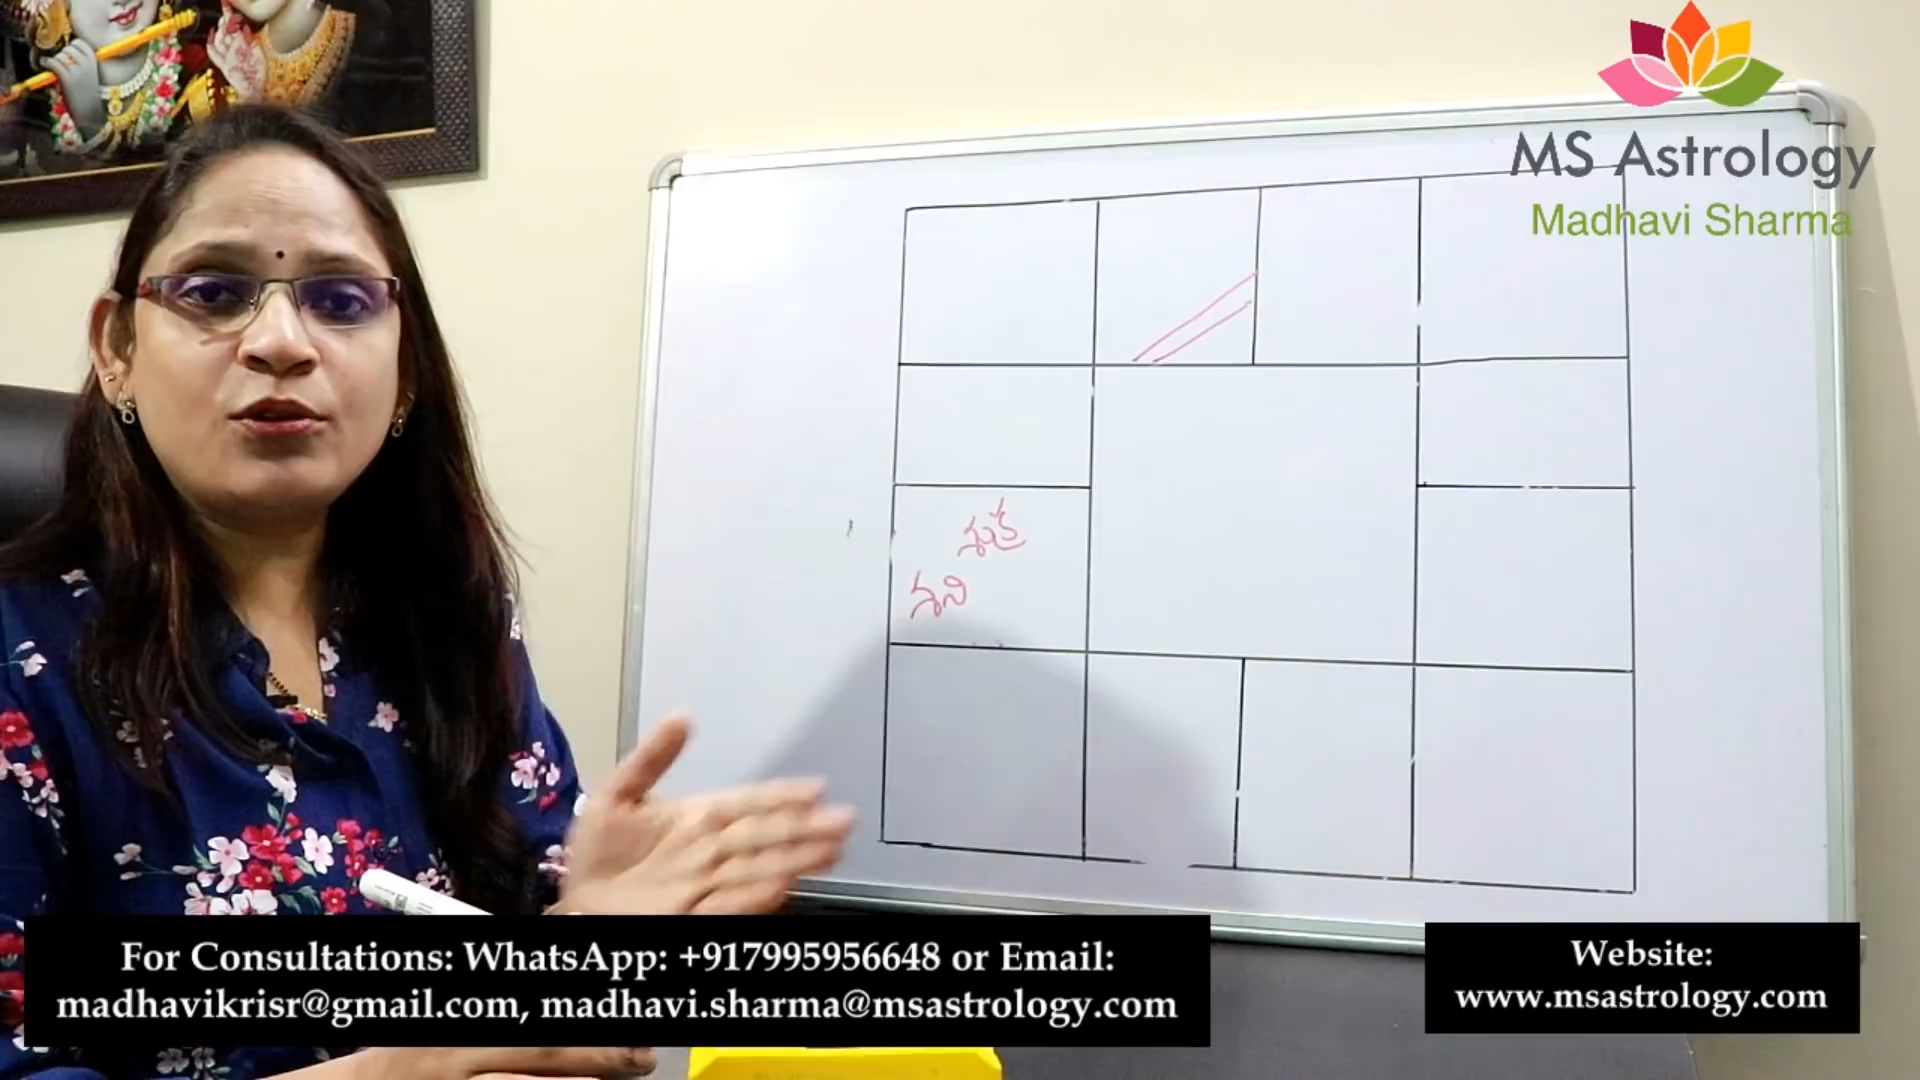 MS Astrology
Madhavi Sharma
శుక్ర
శని
For Consultations: WhatsApp: +917995956648 or Email:
madhavikrisr@gmail.com, madhavi.sharma@msastrology.com
Website:
www.msastrology.com